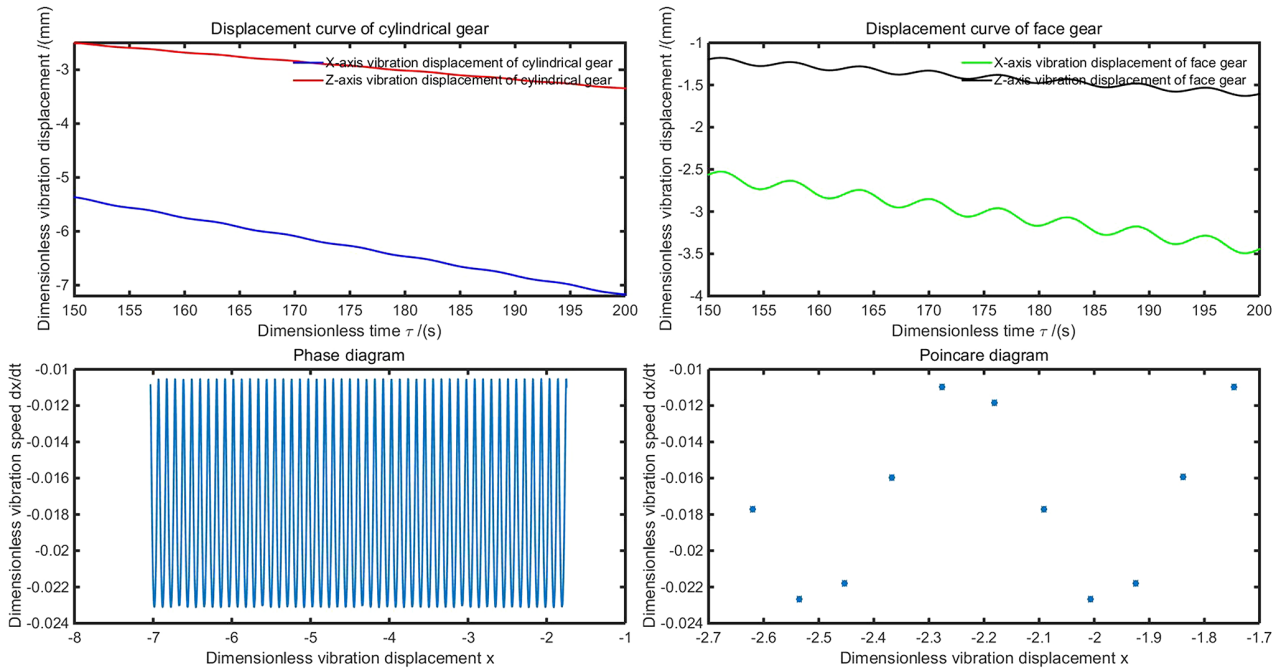 Displacement curve of cylindrical gear
Dimensionless vibration displacement /(mm)
-3
-4
-5
-6
-7
X-axis vibration displacement of cylindrical gear
Z-axis vibration displacement of cylindrical gear
150 155 160 165 170 175 180 185 190 195 200
Dimensionless time τ /(s)
Displacement curve of face gear
Dimensionless vibration displacement /(mm)
-1
-1.5
-2
-2.5
-3
-3.5
-4
X-axis vibration displacement of face gear
Z-axis vibration displacement of face gear
150 155 160 165 170 175 180 185 190 195 200
Dimensionless time τ /(s)
Phase diagram
Dimensionless vibration speed dx/dt
-0.01
-0.012
-0.014
-0.016
-0.018
-0.02
-0.022
-0.024
-8 -7 -6 -5 -4 -3 -2 -1
Dimensionless vibration displacement x
Poincare diagram
Dimensionless vibration speed dx/dt
-0.01
-0.012
-0.014
-0.016
-0.018
-0.02
-0.022
-0.024
-2.7 -2.6 -2.5 -2.4 -2.3 -2.2 -2.1 -2 -1.9 -1.8 -1.7
Dimensionless vibration displacement x